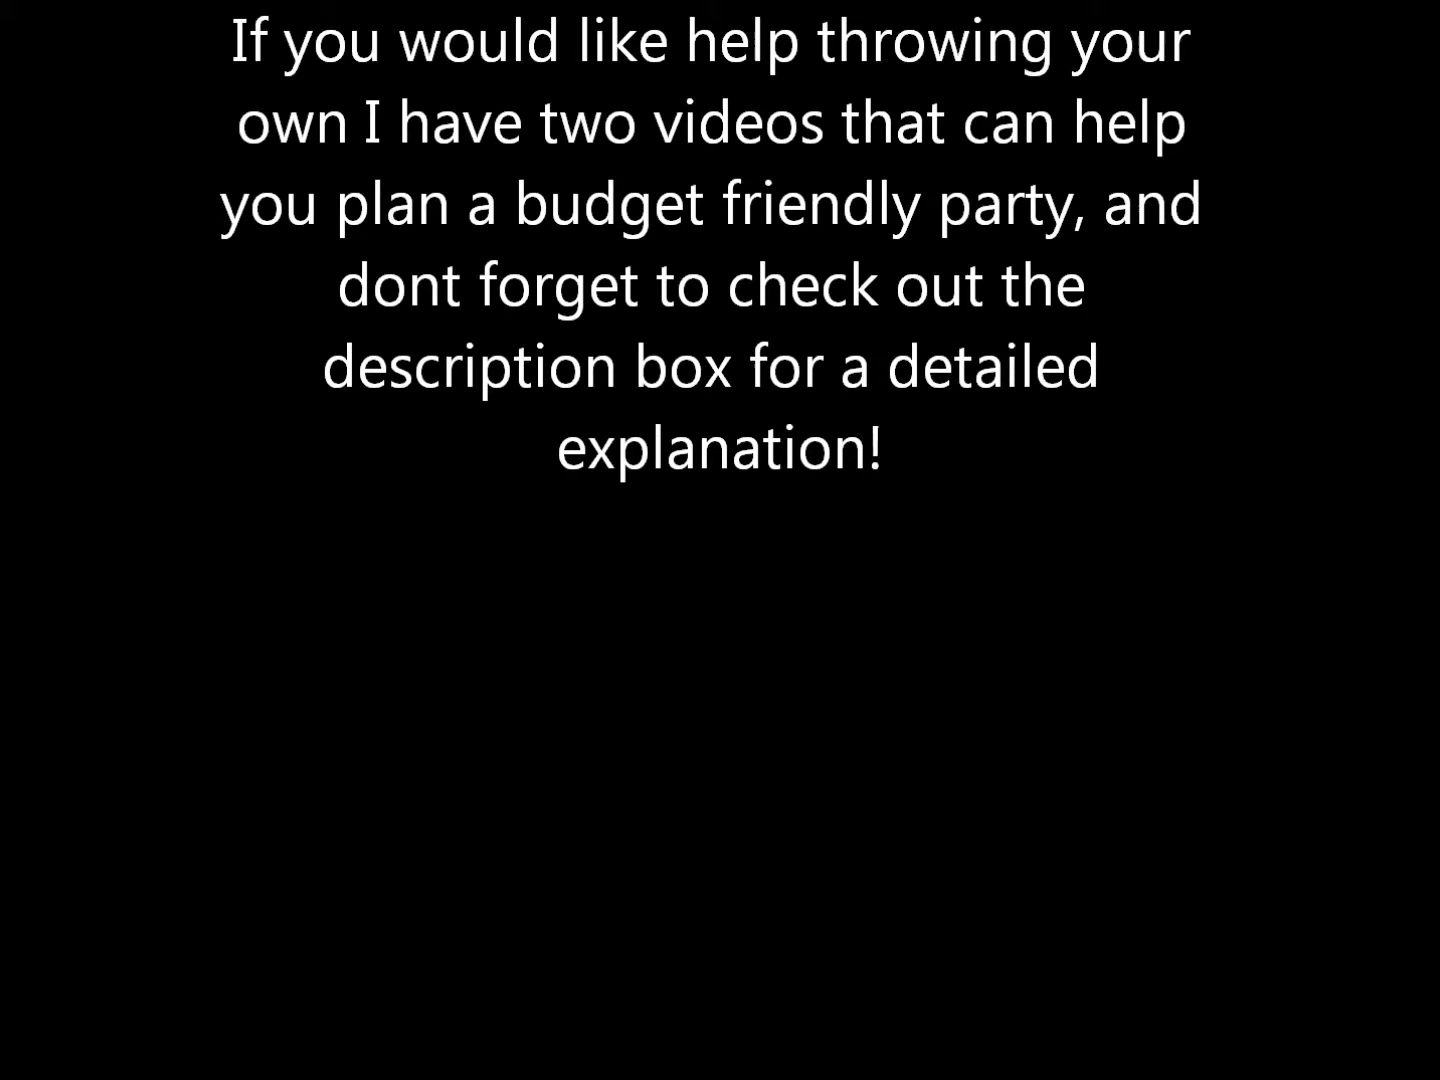 If you would like help throwing your
own I have two videos that can help
you plan a budget friendly party, and
dont forget to check out the
description box for a detailed
explanation!